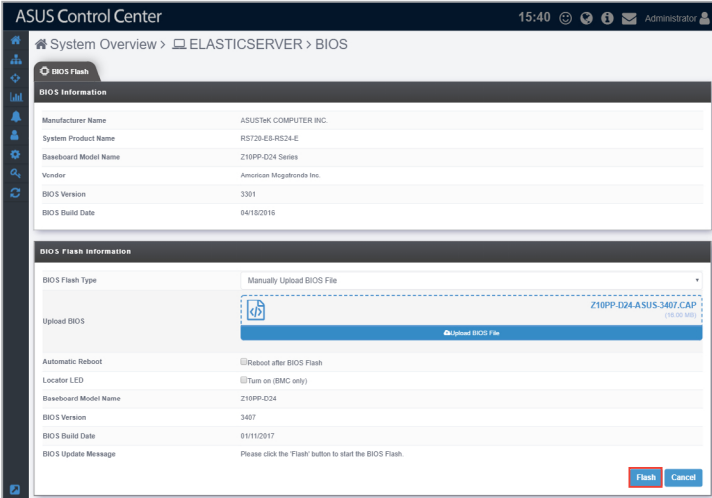 ASUS Control Center
15:40
Administrator
System Overview > ELASTICSERVER > BIOS
BIOS Flash
BIOS Information
Manufacturer Name ASUSTeK COMPUTER INC.
System Product Name RS720-E8-RS24-E
Baseboard Model Name Z10PP-D24 Series
Vendor American Megatrends Inc.
BIOS Version 3301
BIOS Build Date 04/18/2016
BIOS Flash Information
BIOS Flash Type Manually Upload BIOS File
Z10PP-D24-ASUS-3407.CAP
(16.00 MB)
Upload BIOS
Upload BIOS File
Automatic Reboot Reboot after BIOS Flash
Locator LED Turn on (BMC only)
Baseboard Model Name Z10PP-D24
BIOS Version 3407
BIOS Build Date 01/11/2017
BIOS Update Message Please click the 'Flash' button to start the BIOS Flash.
Flash Cancel